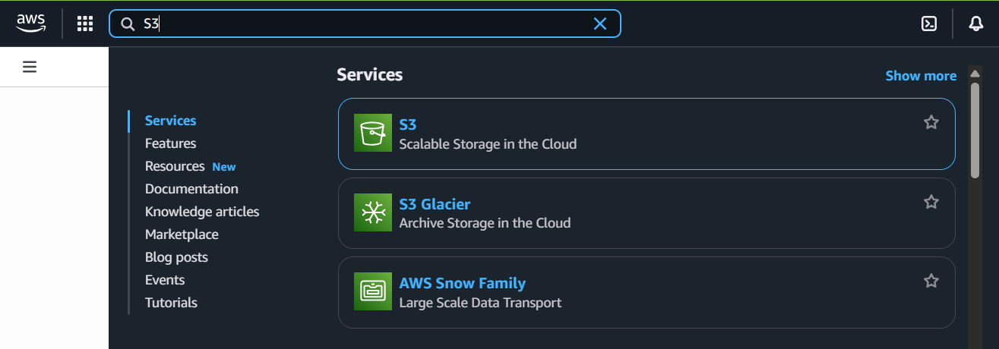 aws
S3
Services
Show more
Services
Features
Resources New
Documentation
Knowledge articles
Marketplace
Blog posts
Events
Tutorials
S3
Scalable Storage in the Cloud
S3 Glacier
Archive Storage in the Cloud
AWS Snow Family
Large Scale Data Transport